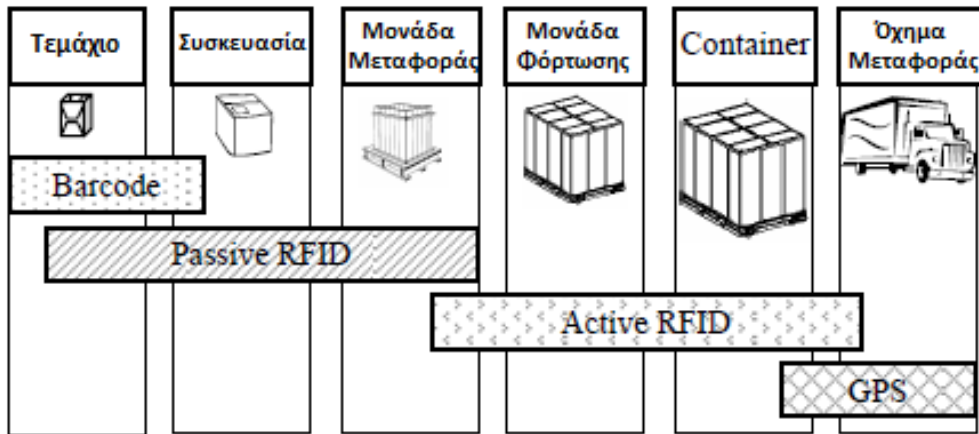 Τεμάχιο
Συσκευασία
Μονάδα
Μεταφοράς
Μονάδα
Φόρτωσης
Container
Όχημα
Μεταφοράς
Barcode
Passive RFID
Active RFID
GPS